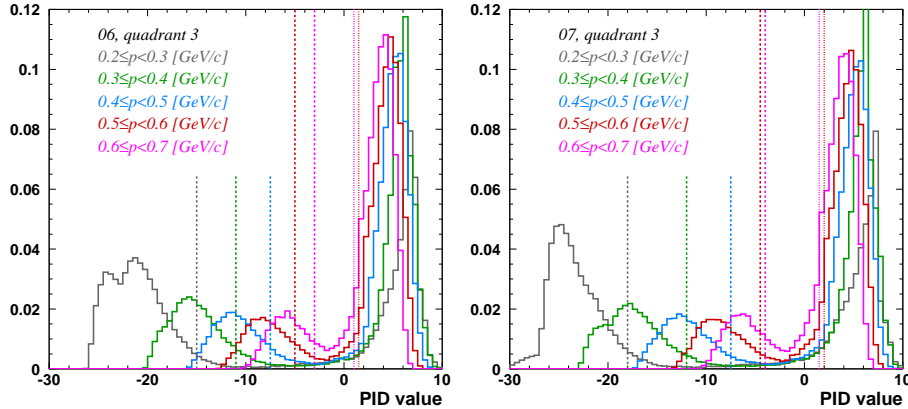 0.12
0.1
0.08
0.06
0.04
0.02
0
06, quadrant 3
0.2≤p<0.3 [GeV/c]
0.3≤p<0.4 [GeV/c]
0.4≤p<0.5 [GeV/c]
0.5≤p<0.6 [GeV/c]
0.6≤p<0.7 [GeV/c]
-30 -20 -10 0 10
PID value
0.12
0.1
0.08
0.06
0.04
0.02
0
07, quadrant 3
0.2≤p<0.3 [GeV/c]
0.3≤p<0.4 [GeV/c]
0.4≤p<0.5 [GeV/c]
0.5≤p<0.6 [GeV/c]
0.6≤p<0.7 [GeV/c]
-30 -20 -10 0 10
PID value